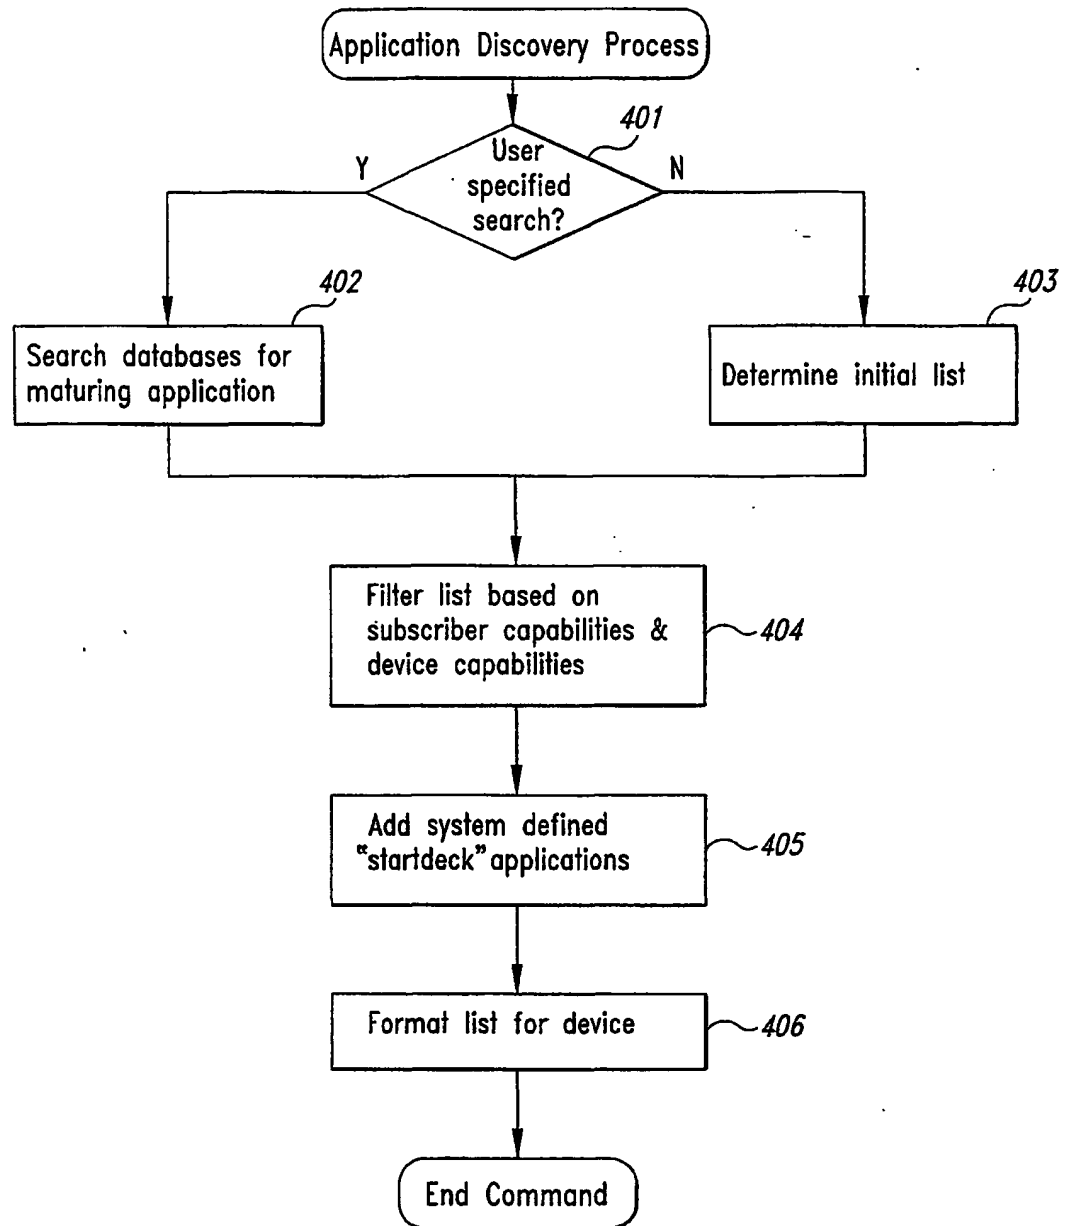 Application Discovery Process
401
User
specified
search?
Y
N
402
Search databases for
maturing application
403
Determine initial list
Filter list based on
subscriber capabilities &
device capabilities
404
Add system defined
"startdeck" applications
405
Format list for device
406
End Command